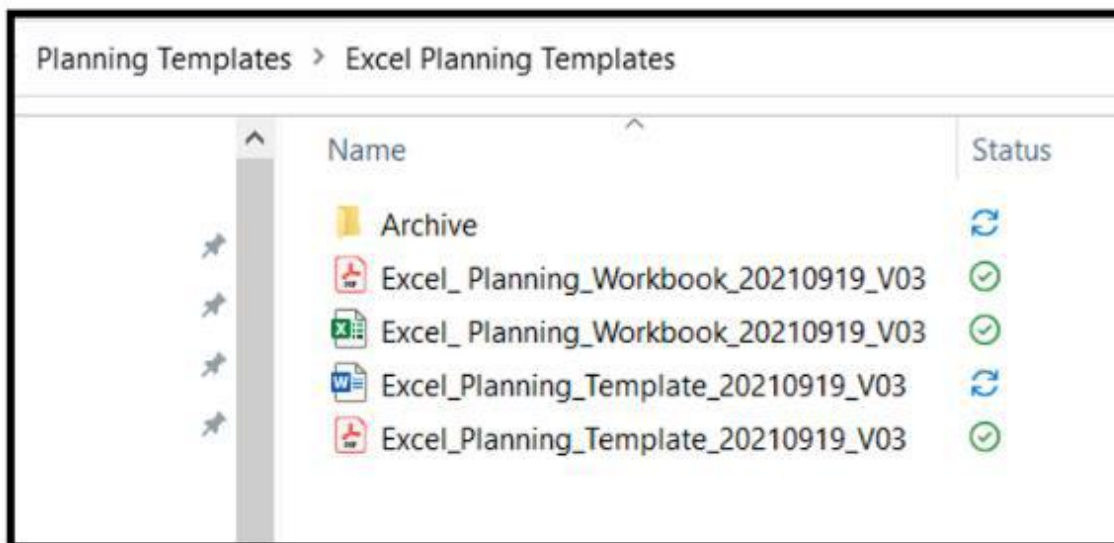 Planning Templates > Excel Planning Templates
Name Status
Archive
Excel_ Planning_Workbook_20210919_V03
Excel_ Planning_Workbook_20210919_V03
Excel_Planning_Template_20210919_V03
Excel_Planning_Template_20210919_V03